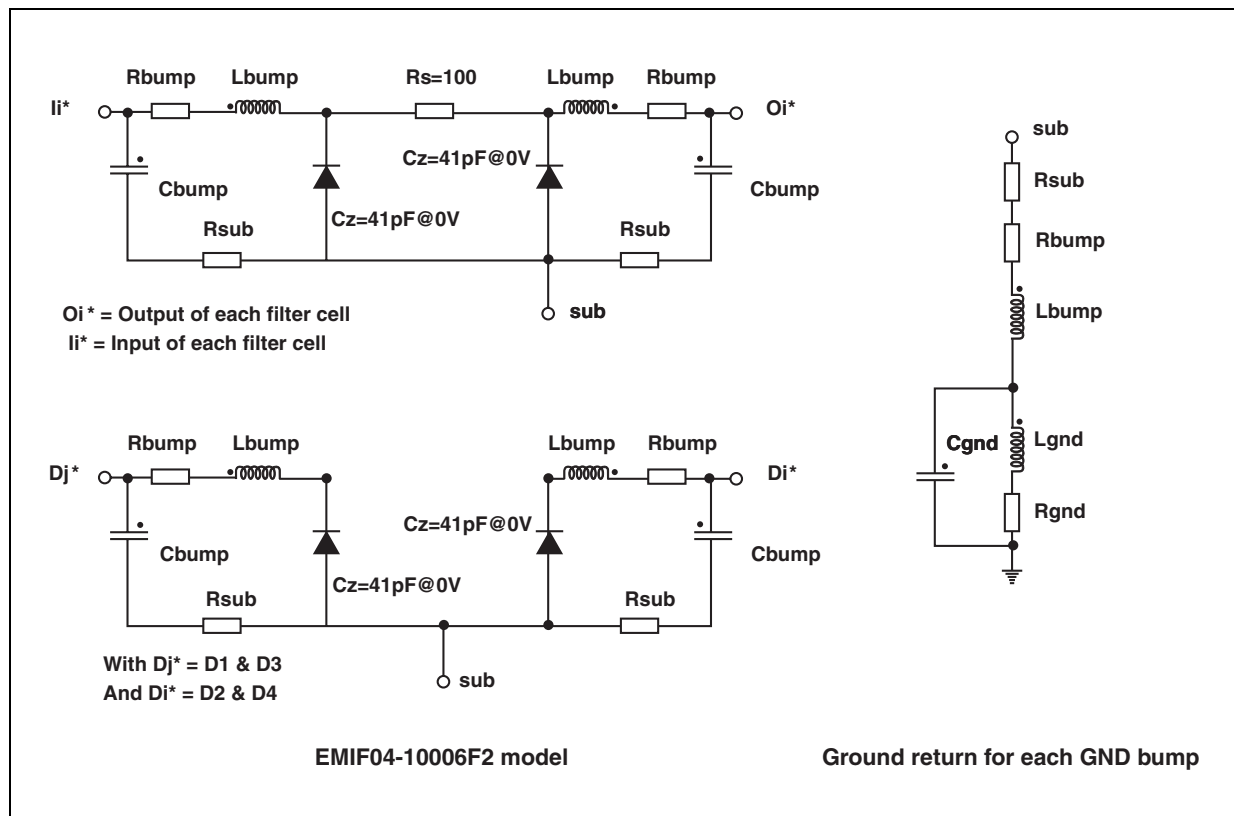 Rbump Lbump Rs=100 Lbump Rbump
Ii* Oi*
Cz=41pF@0V
Cbump Cbump
Cz=41pF@0V
Rsub Rsub
sub
Oi* = Output of each filter cell
Ii* = Input of each filter cell
Rbump Lbump Lbump Rbump
Dj* Di*
Cz=41pF@0V
Cbump Cbump
Cz=41pF@0V
Rsub Rsub
With Dj* = D1 & D3
And Di* = D2 & D4
sub
EMIF04-10006F2 model
sub
Rsub
Rbump
Lbump
Cgnd Lgnd
Rgnd
Ground return for each GND bump